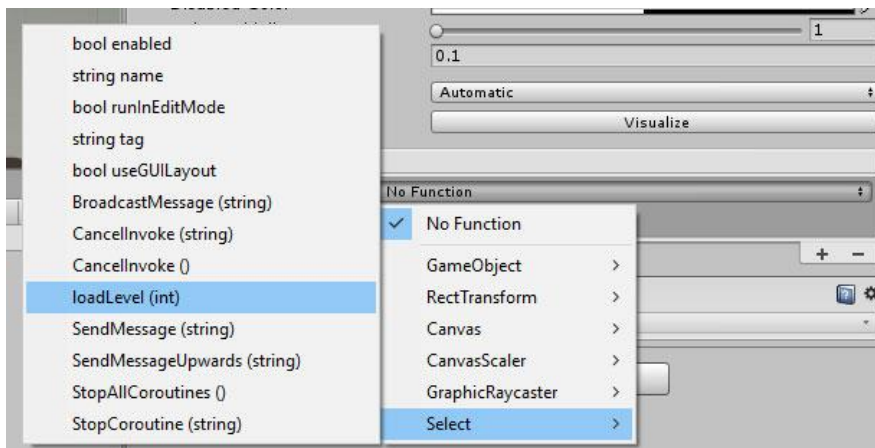 1
0.1
Automatic
Visualize
No Function
bool enabled
string name
bool runInEditMode
string tag
bool useGUILayout
BroadcastMessage (string)
CancelInvoke (string)
CancelInvoke ()
loadLevel (int)
SendMessage (string)
SendMessageUpwards (string)
StopAllCoroutines ()
StopCoroutine (string)
No Function
GameObject
RectTransform
Canvas
CanvasScaler
GraphicRaycaster
Select